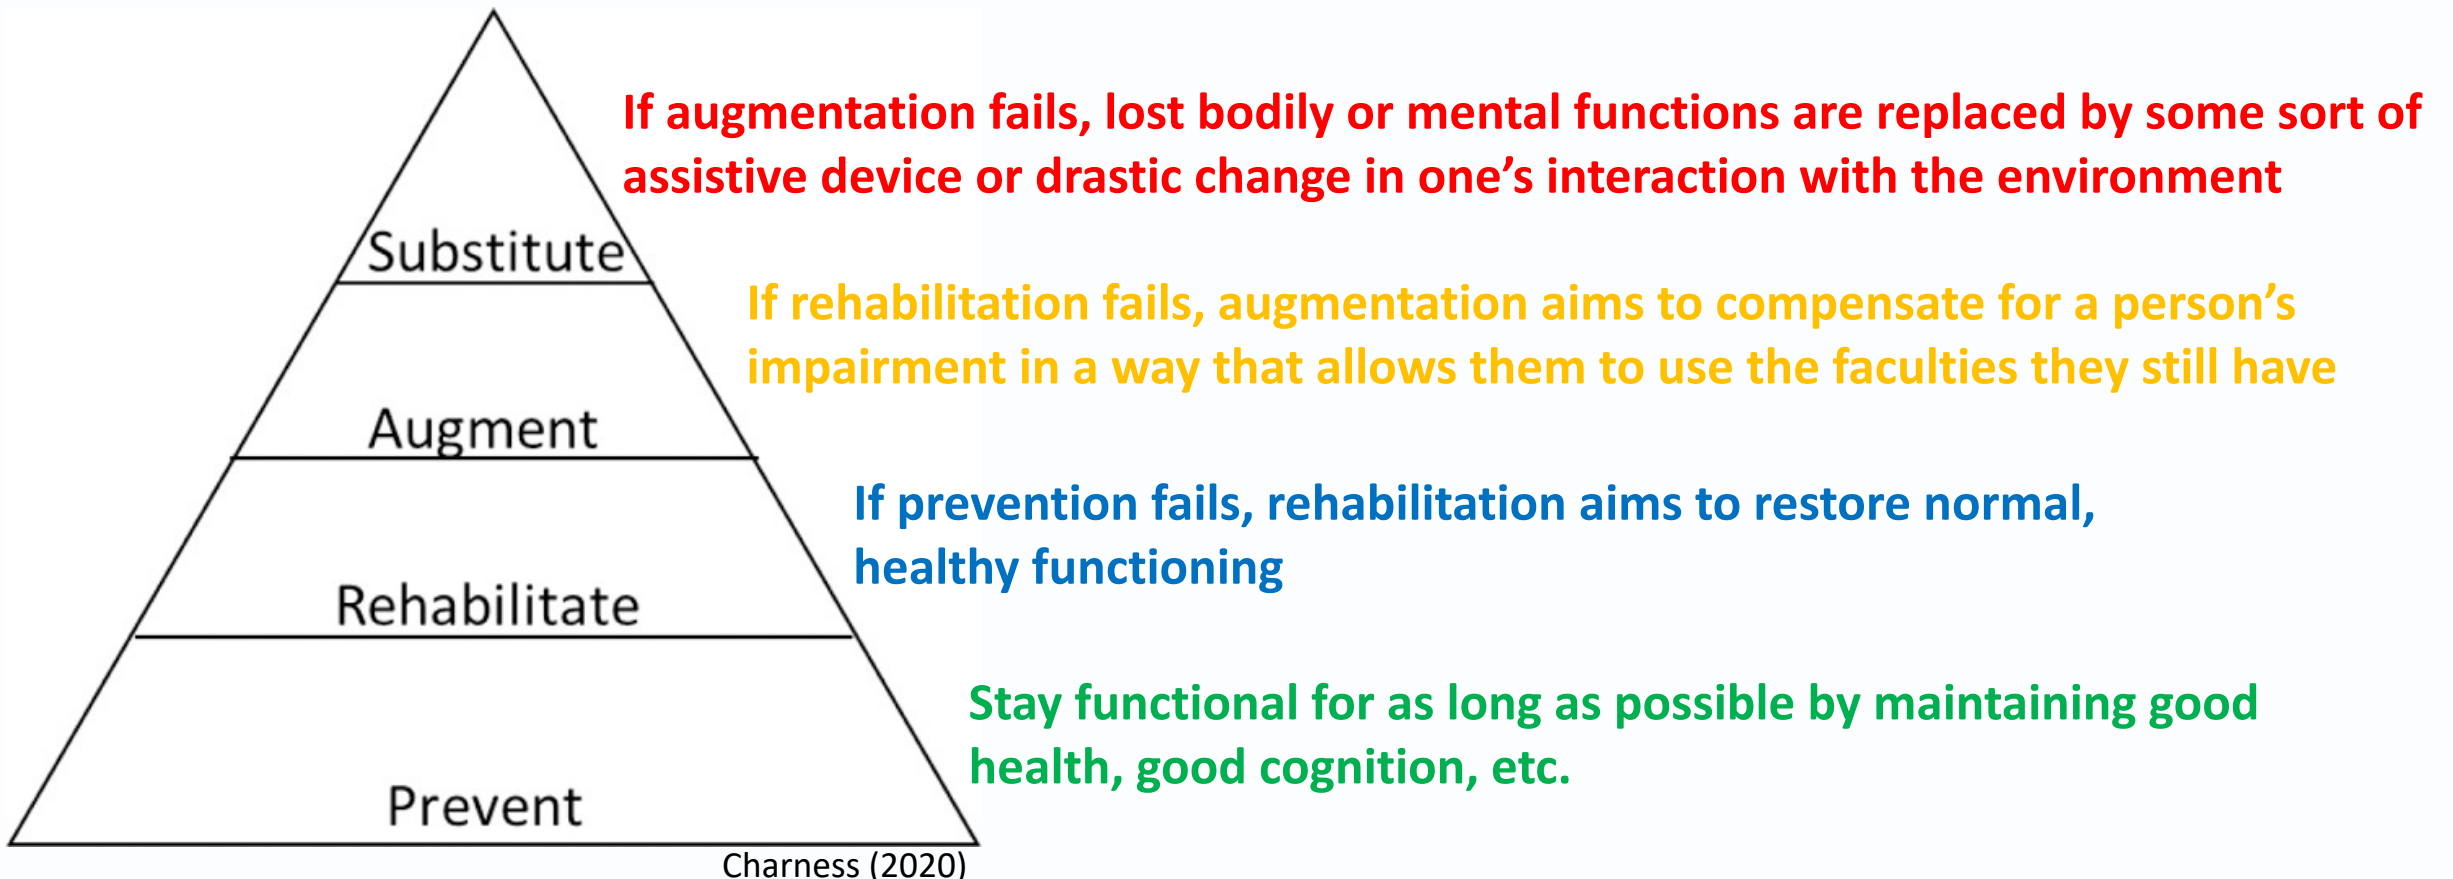 If augmentation fails, lost bodily or mental functions are replaced by some sort of
assistive device or drastic change in one’s interaction with the environment
Substitute
If rehabilitation fails, augmentation aims to compensate for a person’s
impairment in a way that allows them to use the faculties they still have
Augment
If prevention fails, rehabilitation aims to restore normal,
healthy functioning
Rehabilitate
Stay functional for as long as possible by maintaining good
health, good cognition, etc.
Prevent
Charness (2020)